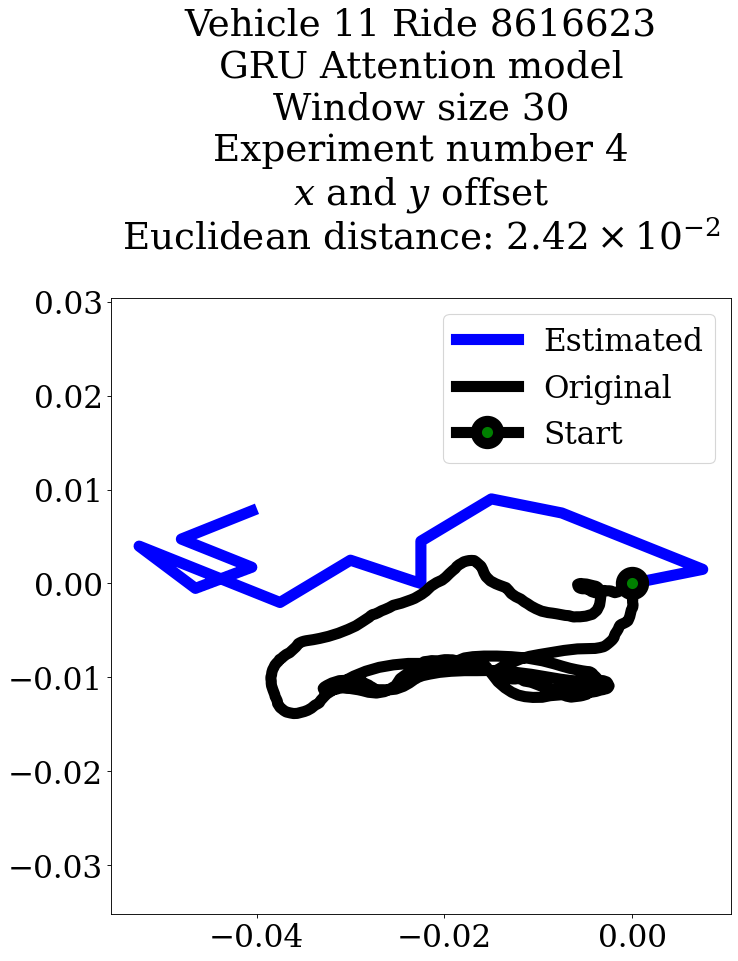 Vehicle 11 Ride 8616623
GRU Attention model
Window size 30
Experiment number 4
x and y offset
Euclidean distance: 2.42 × 10⁻²
Estimated
Original
Start
0.03
0.02
0.01
0.00
−0.01
−0.02
−0.03
−0.04
−0.02
0.00